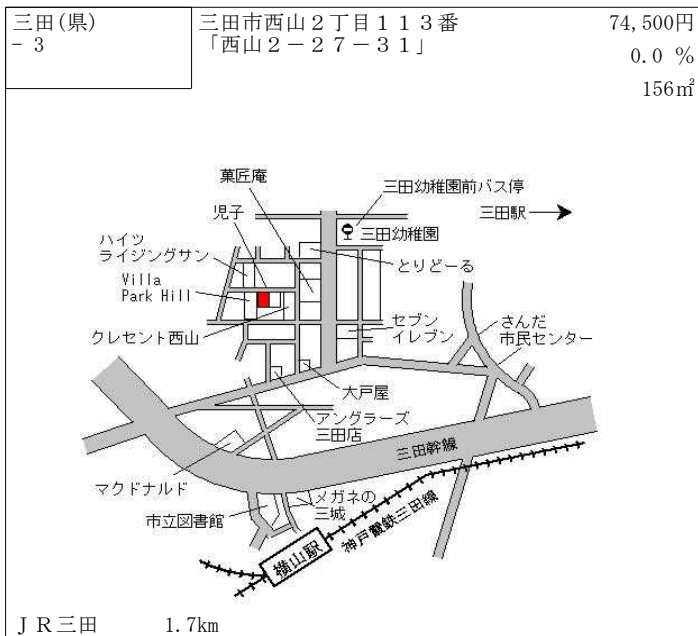 三田(県)
- 3
三田市西山２丁目１１３番
「西山２－２７－３１」
74,500円
0.0 %
156㎡
菓匠庵
三田幼稚園前バス停
児子
三田駅
三田幼稚園
ハイツ
ライジングサン
とりどーる
Villa
Park Hill
セブン
イレブン
さんだ
市民センター
クレセント西山
大戸屋
アングラーズ
三田店
三田幹線
マクドナルド
メガネの
三城
市立図書館
神戸電鉄三田線
横山駅
ＪＲ三田 1.7km